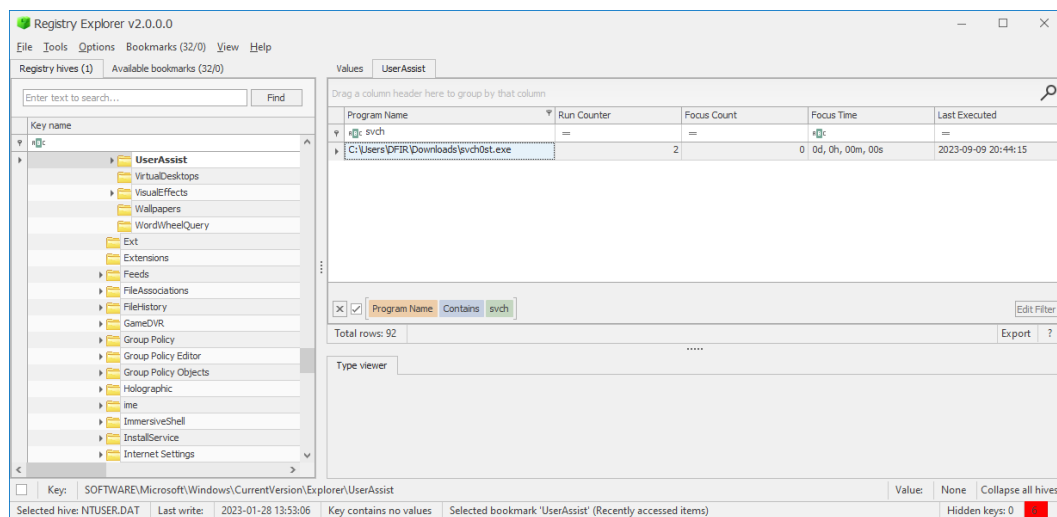 Registry Explorer v2.0.0.0
File Tools Options Bookmarks (32/0) View Help
Registry hives (1) Available bookmarks (32/0)
Enter text to search... Find
Key name
UserAssist
VirtualDesktops
VisualEffects
Wallpapers
WordWheelQuery
Ext
Extensions
Feeds
FileAssociations
FileHistory
GameDVR
Group Policy
Group Policy Editor
Group Policy Objects
Holographic
ime
ImmersiveShell
InstallService
Internet Settings
Values UserAssist
Drag a column header here to group by that column
Program Name Run Counter Focus Count Focus Time Last Executed
svch = = =
C:\Users\DFIR\Downloads\svch0st.exe 2 0 0d, 0h, 00m, 00s 2023-09-09 20:44:15
Program Name Contains svch Edit Filter
Total rows: 92 Export ?
Type viewer
Key: SOFTWARE\Microsoft\Windows\CurrentVersion\Explorer\UserAssist Value: None Collapse all hives
Selected hive: NTUSER.DAT Last write: 2023-01-28 13:53:06 Key contains no values Selected bookmark 'UserAssist' (Recently accessed items) Hidden keys: 0